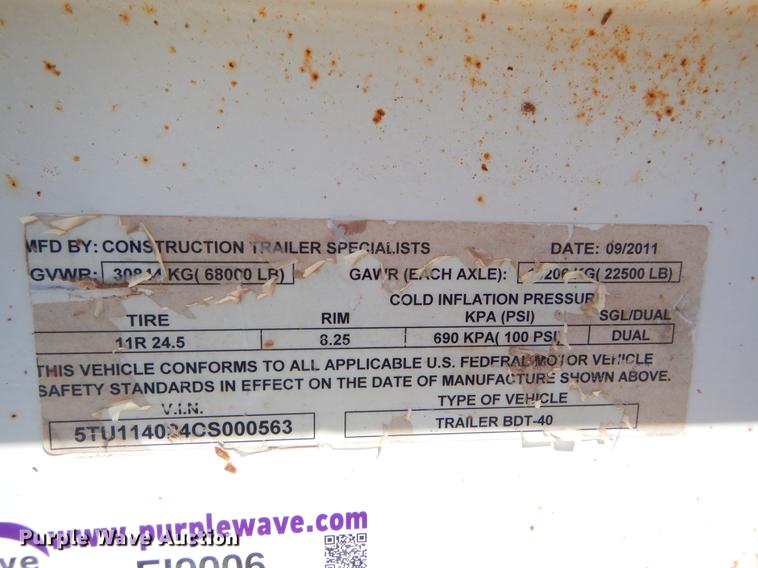 MFD BY: CONSTRUCTION TRAILER SPECIALISTS DATE: 09/2011
GVWR: KG( 68000 LB) GAWR (EACH AXLE): KG( 22500 LB)
COLD INFLATION PRESSURE
TIRE RIM KPA (PSI) SGL/DUAL
11R 24.5 8.25 690 KPA( 100 PSI) DUAL
THIS VEHICLE CONFORMS TO ALL APPLICABLE U.S. FEDERAL MOTOR VEHICLE
SAFETY STANDARDS IN EFFECT ON THE DATE OF MANUFACTURE SHOWN ABOVE.
V.I.N. TYPE OF VEHICLE
TRAILER BDT-40
www.purplewave.com
Purple Wave Auction